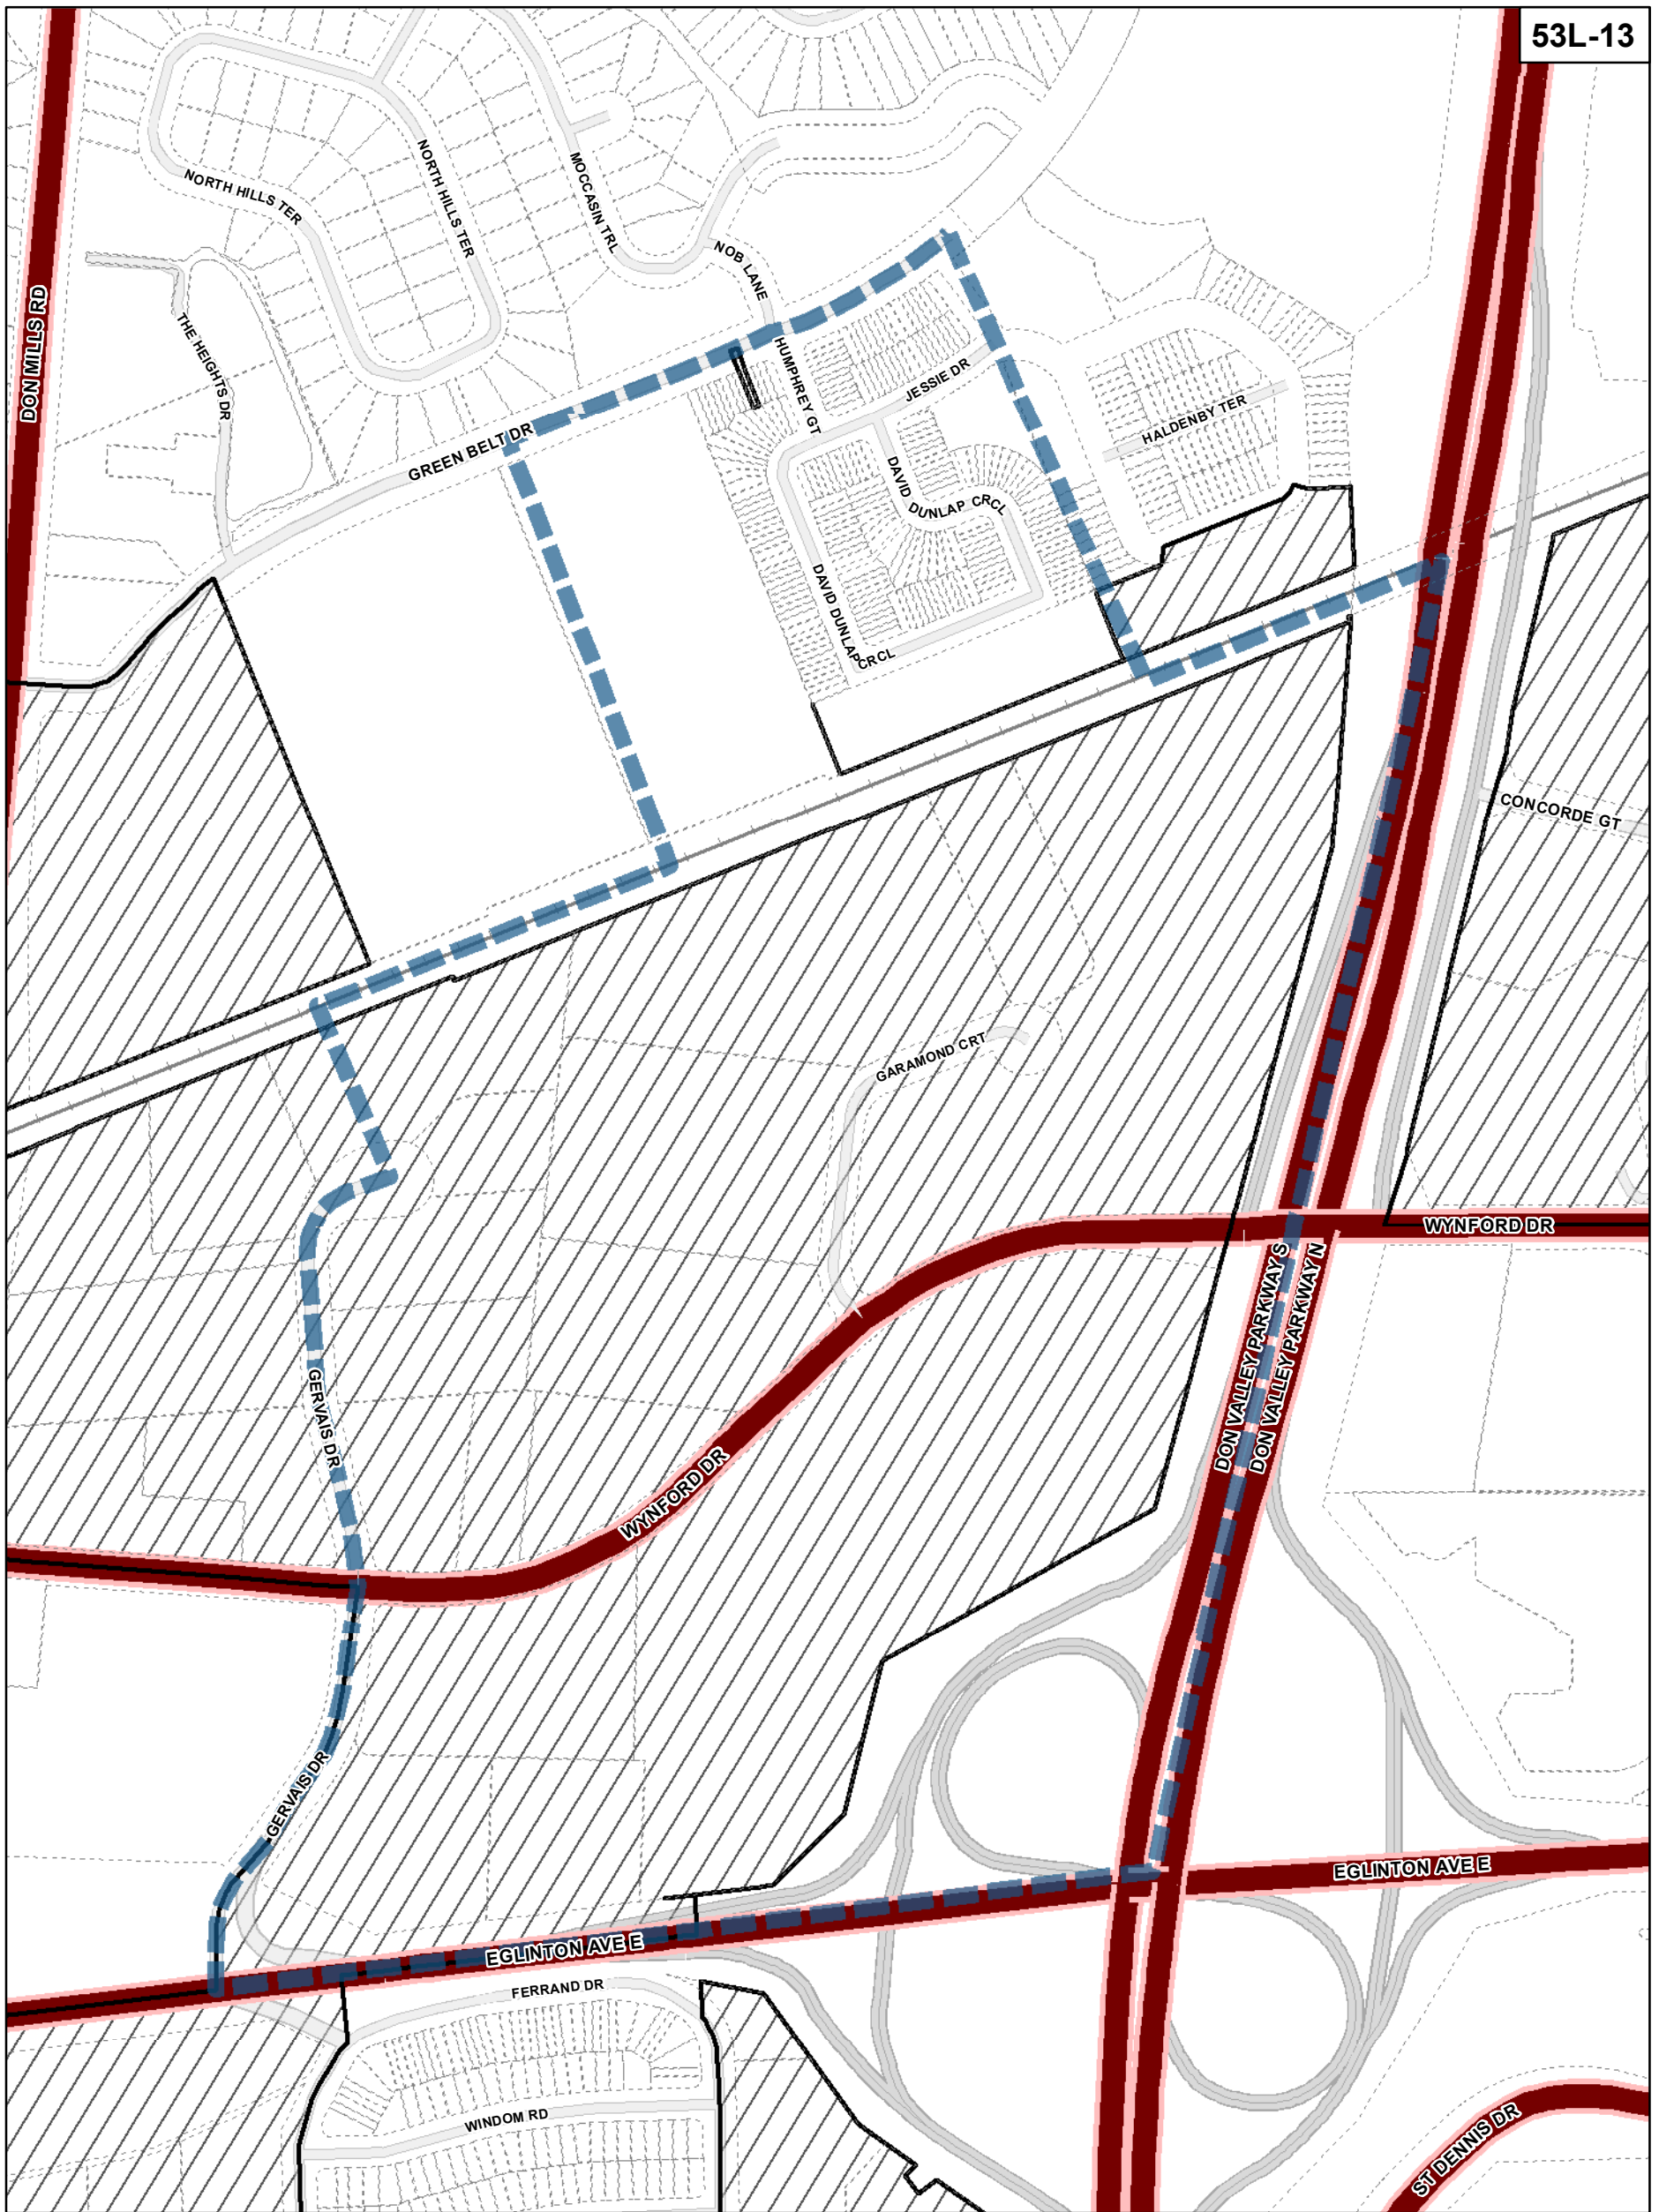 53L-13
NORTH HILLS TER
NORTH HILLS TER
MOCCASIN TRL
NOB LANE
DON MILLS RD
THE HEIGHTS DR
HUMPHREY GT
JESSIE DR
HALDENBY TER
GREEN BELT DR
DAVID DUNLAP CRCL
DAVID DUNLAP CRCL
CONCORDE GT
GARAMOND CRT
WYNFORD DR
DON VALLEY PARKWAY S
DON VALLEY PARKWAY N
GERVAIS DR
WYNFORD DR
GERVAIS DR
EGLINTON AVE E
EGLINTON AVE E
FERRAND DR
WINDOM RD
ST DENNIS DR